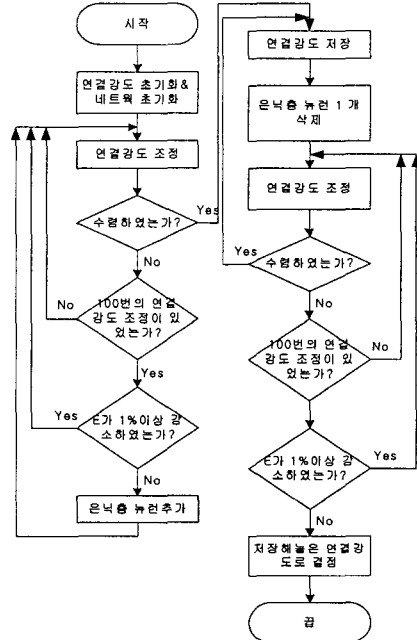 시작
연결강도 초기화&
네트웍 초기화
연결강도 조정
수렴하였는가?
Yes
No
100번의 연결
강도 조정이 있
었는가?
No
Yes
E가 1%이상 감
소하였는가?
Yes
No
은닉층 뉴런추가
연결강도 저장
은닉층 뉴런 1 개
삭제
연결강도 조정
수렴하였는가?
Yes
No
100번의 연결
강도 조정이 있
었는가?
No
E가 1%이상 감
소하였는가?
Yes
No
저장해놓은 연결강
도로 결정
끝